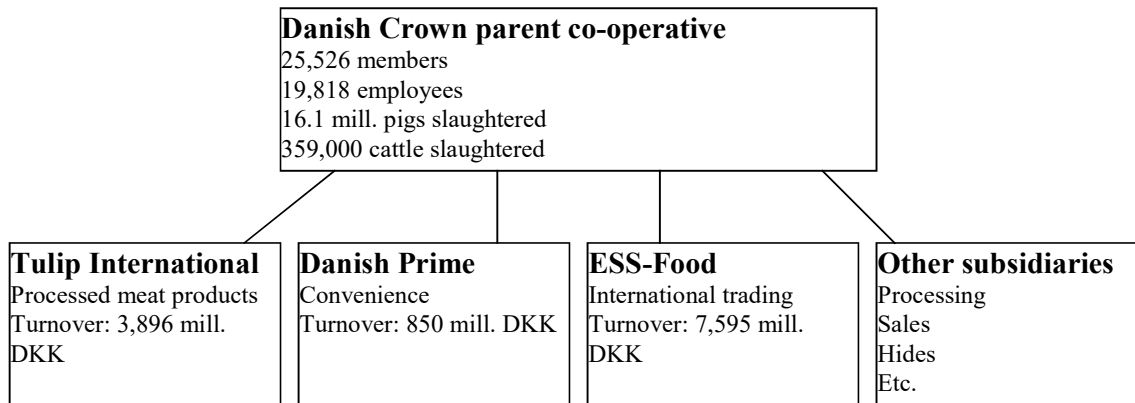 Danish Crown parent co-operative
25,526 members
19,818 employees
16.1 mill. pigs slaughtered
359,000 cattle slaughtered
Tulip International
Processed meat products
Turnover: 3,896 mill.
DKK
Danish Prime
Convenience
Turnover: 850 mill. DKK
ESS-Food
International trading
Turnover: 7,595 mill.
DKK
Other subsidiaries
Processing
Sales
Hides
Etc.